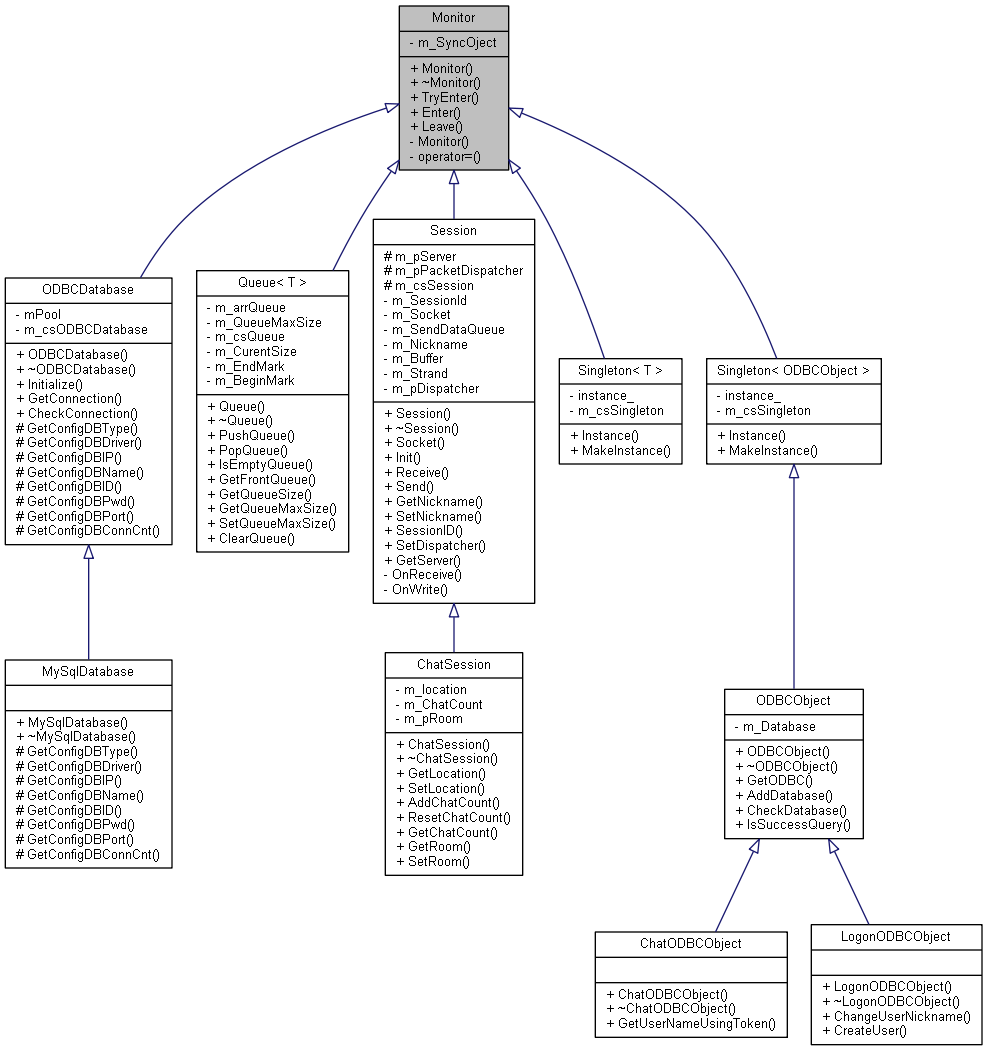 Monitor
- m_SyncOject
+ Monitor()
+ ~Monitor()
+ TryEnter()
+ Enter()
+ Leave()
- Monitor()
- operator=()
ODBCDatabase
- mPool
- m_csODBCDatabase
+ ODBCDatabase()
+ ~ODBCDatabase()
+ Initialize()
+ GetConnection()
+ CheckConnection()
# GetConfigDBType()
# GetConfigDBDriver()
# GetConfigDBIP()
# GetConfigDBName()
# GetConfigDBID()
# GetConfigDBPwd()
# GetConfigDBPort()
# GetConfigDBConnCnt()
Queue< T >
- m_arrQueue
- m_QueueMaxSize
- m_csQueue
- m_CurentSize
- m_EndMark
- m_BeginMark
+ Queue()
+ ~Queue()
+ PushQueue()
+ PopQueue()
+ IsEmptyQueue()
+ GetFrontQueue()
+ GetQueueSize()
+ GetQueueMaxSize()
+ SetQueueMaxSize()
+ ClearQueue()
Session
# m_pServer
# m_pPacketDispatcher
# m_csSession
- m_SessionId
- m_Socket
- m_SendDataQueue
- m_Nickname
- m_Buffer
- m_Strand
- m_pDispatcher
+ Session()
+ ~Session()
+ Socket()
+ Init()
+ Receive()
+ Send()
+ GetNickname()
+ SetNickname()
+ SessionID()
+ SetDispatcher()
+ GetServer()
- OnReceive()
- OnWrite()
Singleton< T >
- instance_
- m_csSingleton
+ Instance()
+ MakeInstance()
Singleton< ODBCObject >
- instance_
- m_csSingleton
+ Instance()
+ MakeInstance()
MySqlDatabase
+ MySqlDatabase()
+ ~MySqlDatabase()
# GetConfigDBType()
# GetConfigDBDriver()
# GetConfigDBIP()
# GetConfigDBName()
# GetConfigDBID()
# GetConfigDBPwd()
# GetConfigDBPort()
# GetConfigDBConnCnt()
ChatSession
- m_location
- m_ChatCount
- m_pRoom
+ ChatSession()
+ ~ChatSession()
+ GetLocation()
+ SetLocation()
+ AddChatCount()
+ ResetChatCount()
+ GetChatCount()
+ GetRoom()
+ SetRoom()
ODBCObject
- m_Database
+ ODBCObject()
+ ~ODBCObject()
+ GetODBC()
+ AddDatabase()
+ CheckDatabase()
+ IsSuccessQuery()
ChatODBCObject
+ ChatODBCObject()
+ ~ChatODBCObject()
+ GetUserNameUsingToken()
LogonODBCObject
+ LogonODBCObject()
+ ~LogonODBCObject()
+ ChangeUserNickname()
+ CreateUser()